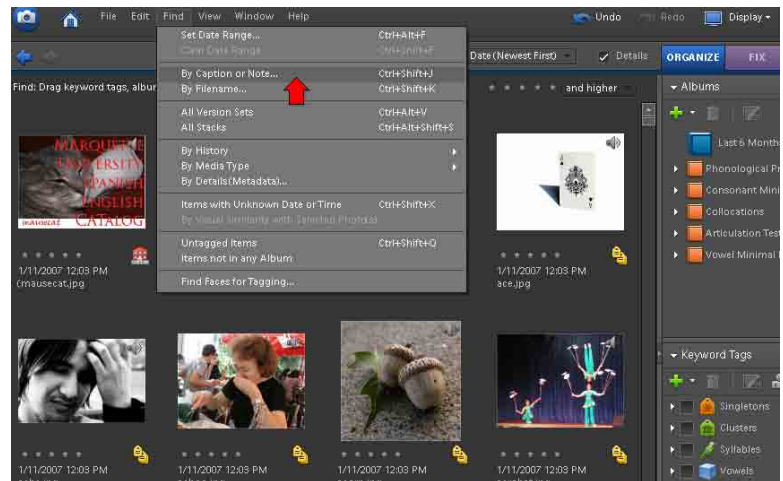 File Edit Find View Window Help Undo Redo Display
Set Date Range... Ctrl+Alt+F
Clear Date Range Ctrl+Shift+F
By Caption or Note... Ctrl+Shift+J
By Filename... Ctrl+Shift+K
All Version Sets Ctrl+Alt+V
All Stacks Ctrl+Alt+Shift+S
By History
By Media Type
By Details(Metadata)...
Items with Unknown Date or Time Ctrl+Shift+X
By Visual Similarity with Selected Photo(s)
Untagged Items Ctrl+Shift+Q
Items not in any Album
Find Faces for Tagging...
Date(Newest First) Details
ORGANIZE FIX
Find: Drag keyword tags, albu
and higher
Albums
Last 6 Month
Phonological Pr
Consonant Mini
Collocations
Articulation Test
Vowel Minimal
MARQUETTE
UNIVERSITY
SPANISH
ENGLISH
CATALOG
mausecat
1/11/2007 12:03 PM
(mausecat.jpg
1/11/2007 12:03 PM
ace.jpg
Keyword Tags
Singletons
Clusters
Syllables
Vowels
1/11/2007 12:03 PM
1/11/2007 12:03 PM
1/11/2007 12:03 PM
1/11/2007 12:03 PM